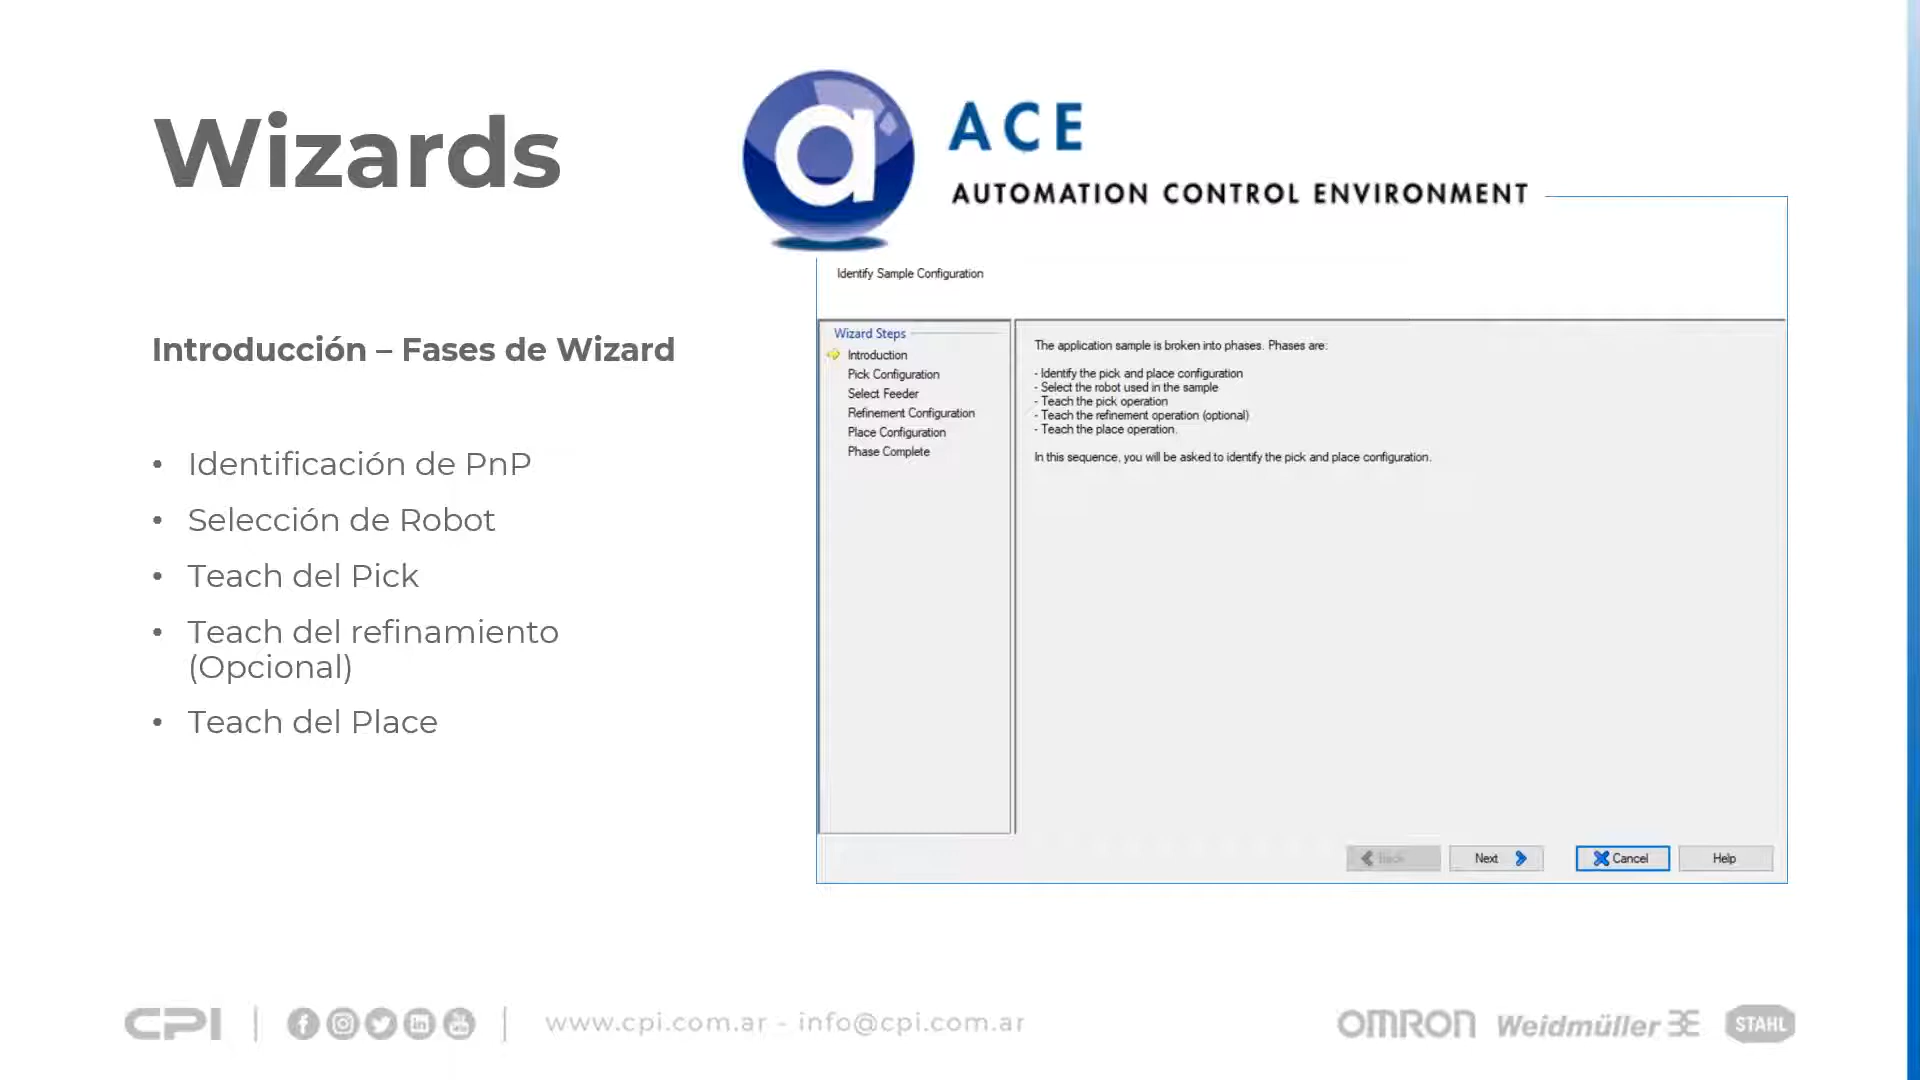 Wizards
a
ACE
AUTOMATION CONTROL ENVIRONMENT
Introducción – Fases de Wizard
• Identificación de PnP
• Selección de Robot
• Teach del Pick
• Teach del refinamiento
(Opcional)
• Teach del Place
Identify Sample Configuration
Wizard Steps
Introduction
Pick Configuration
Select Feeder
Refinement Configuration
Place Configuration
Phase Complete
The application sample is broken into phases. Phases are:
- Identify the pick and place configuration
- Select the robot used in the sample
- Teach the pick operation
- Teach the refinement operation (optional)
- Teach the place operation.
In this sequence, you will be asked to identify the pick and place configuration.
Back
Next
Cancel
Help
CPI
www.cpi.com.ar - info@cpi.com.ar
OMRON
Weidmüller
STAHL